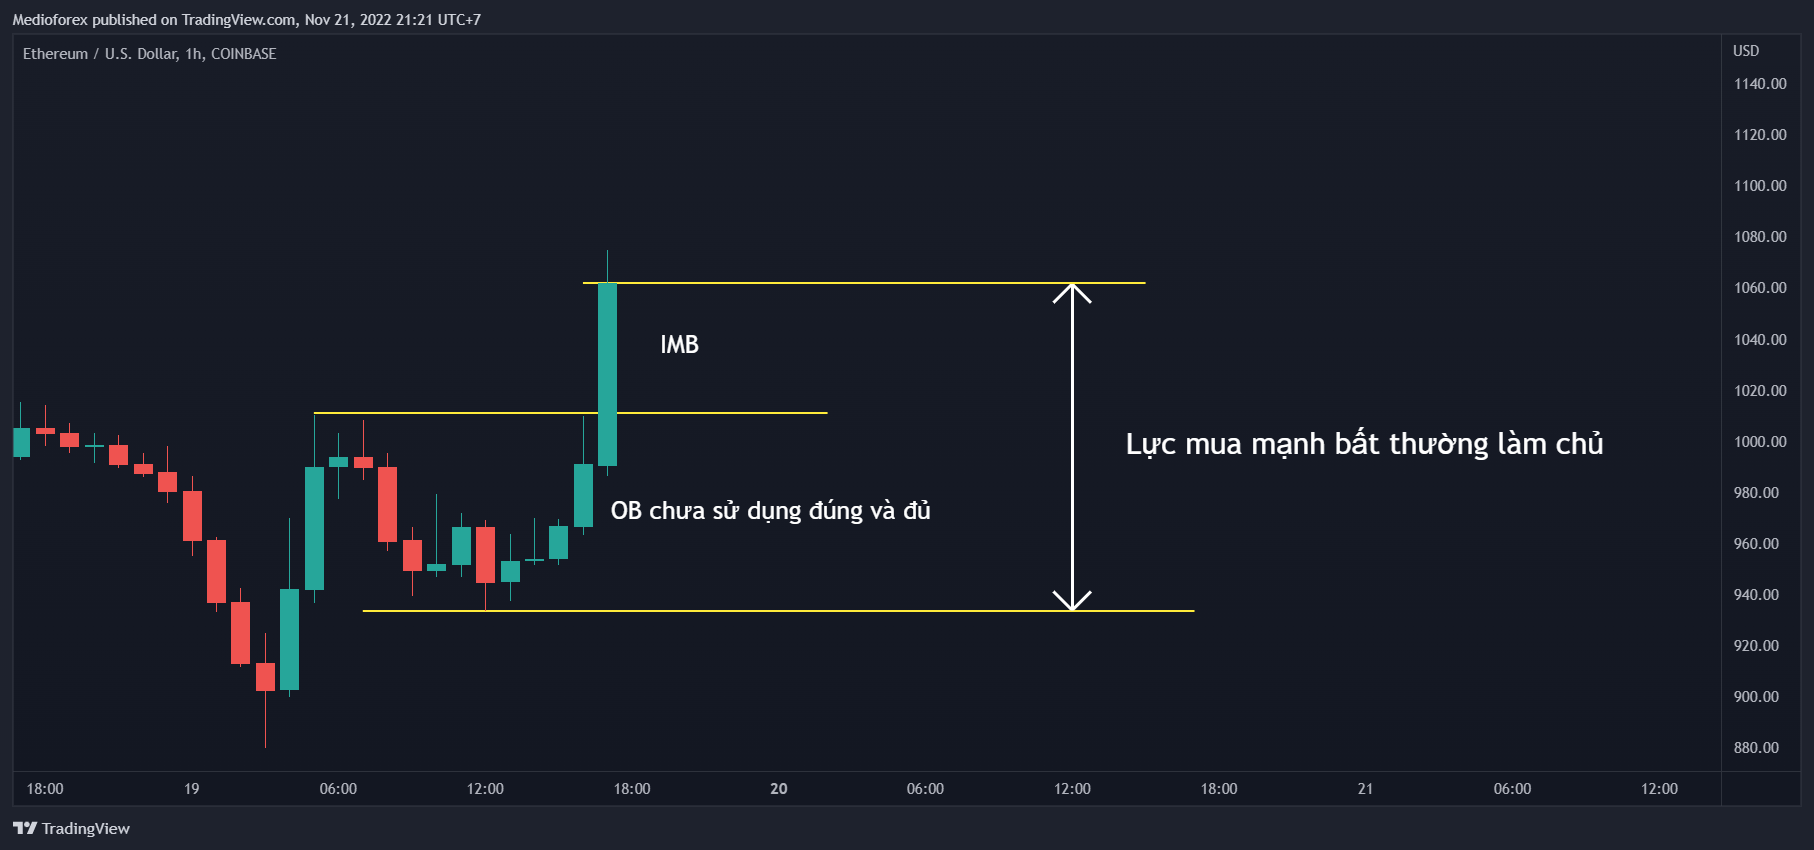 Medioforex published on TradingView.com, Nov 21, 2022 21:21 UTC+7
Ethereum / U.S. Dollar, 1h, COINBASE
USD
1140.00
1120.00
1100.00
1080.00
1060.00
1040.00
1020.00
1000.00
980.00
960.00
940.00
920.00
900.00
880.00
IMB
Lực mua mạnh bất thường làm chủ
OB chưa sử dụng đúng và đủ
18:00 19 06:00 12:00 18:00 20 06:00 12:00 18:00 21 06:00 12:00
TradingView